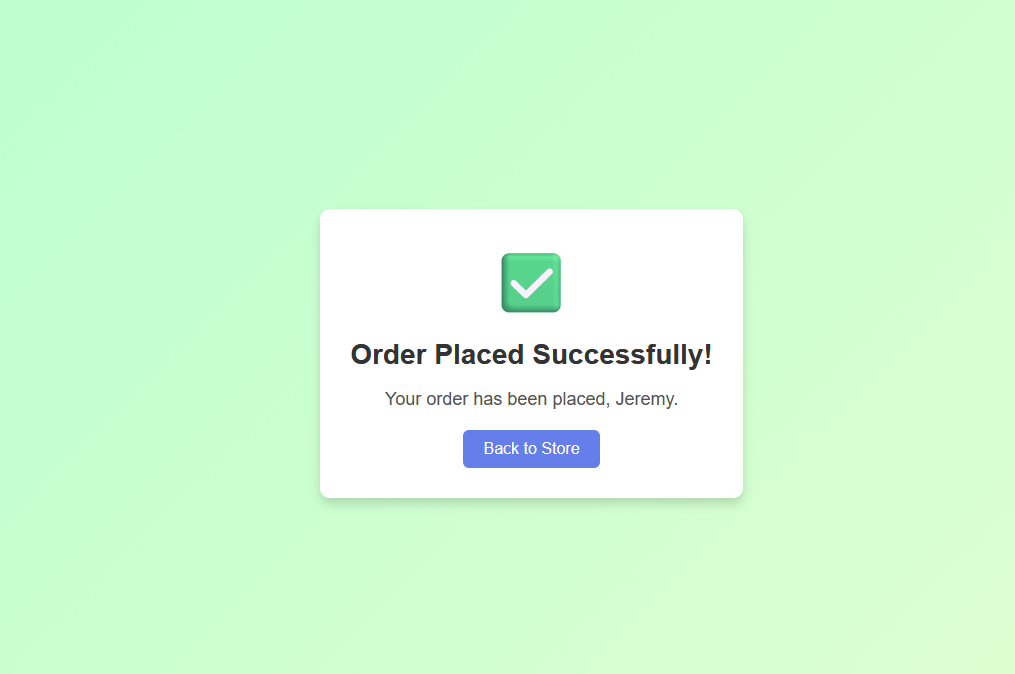 Order Placed Successfully!
Your order has been placed, Jeremy.
Back to Store